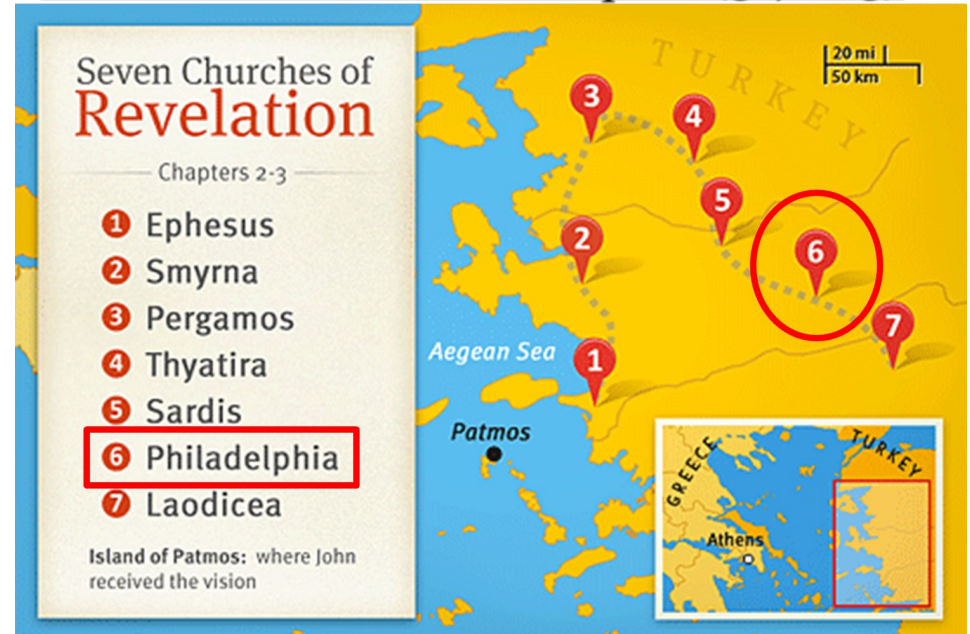 Seven Churches of
Revelation
Chapters 2-3
1 Ephesus
2 Smyrna
3 Pergamos
4 Thyatira
5 Sardis
6 Philadelphia
7 Laodicea
Island of Patmos: where John
received the vision
TURKEY
20 mi
50 km
3
4
5
2
6
7
1
Aegean Sea
Patmos
GREECE
TURKEY
Athens